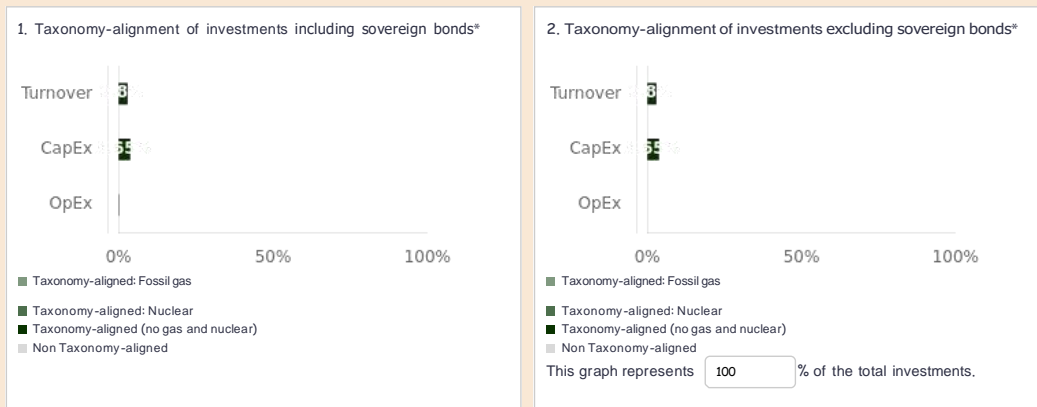 1. Taxonomy-alignment of investments including sovereign bonds*
Turnover
CapEx
OpEx
0% 50% 100%
Taxonomy-aligned: Fossil gas
Taxonomy-aligned: Nuclear
Taxonomy-aligned (no gas and nuclear)
Non Taxonomy-aligned
2. Taxonomy-alignment of investments excluding sovereign bonds*
Turnover
CapEx
OpEx
0% 50% 100%
Taxonomy-aligned: Fossil gas
Taxonomy-aligned: Nuclear
Taxonomy-aligned (no gas and nuclear)
Non Taxonomy-aligned
This graph represents 100 % of the total investments.